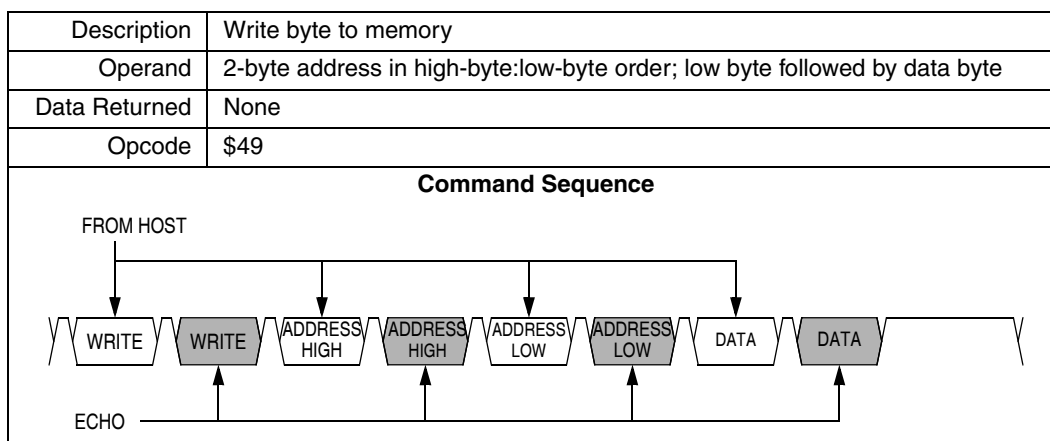 Description Write byte to memory
Operand 2-byte address in high-byte:low-byte order; low byte followed by data byte
Data Returned None
Opcode $49
Command Sequence
FROM HOST
WRITE WRITE ADDRESS HIGH ADDRESS HIGH ADDRESS LOW ADDRESS LOW DATA DATA
ECHO